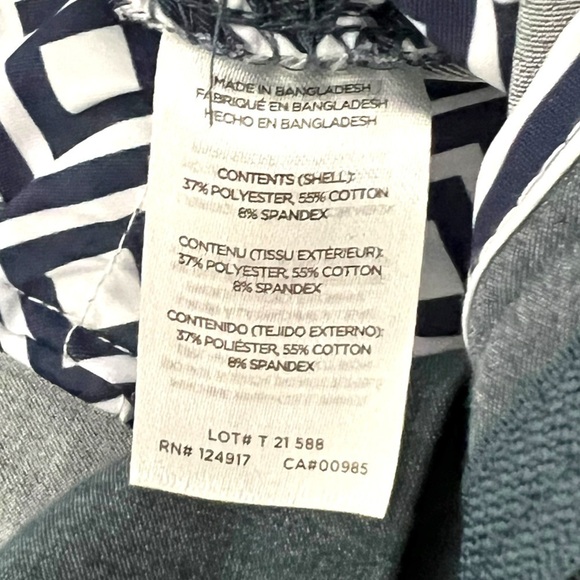 MADE IN BANGLADESH
FABRIQUÉ EN BANGLADESH
HECHO EN BANGLADESH
CONTENTS (SHELL):
37% POLYESTER, 55% COTTON
8% SPANDEX
CONTENU (TISSU EXTÉRIEUR):
37% POLYESTER, 55% COTTON
8% SPANDEX
CONTENIDO (TEJIDO EXTERNO):
37% POLIÉSTER, 55% COTTON
8% SPANDEX
LOT# T 21 588
RN# 124917 CA#00985